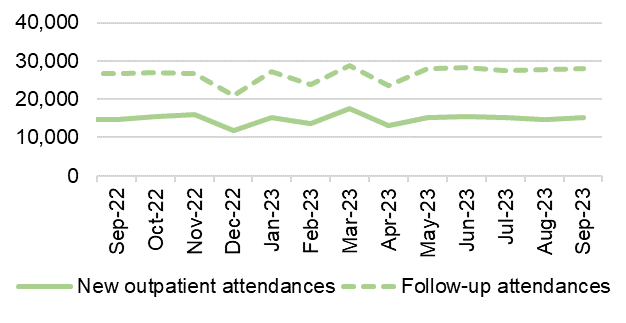 40,000
30,000
20,000
10,000
0
Sep-22
Oct-22
Nov-22
Dec-22
Jan-23
Feb-23
Mar-23
Apr-23
May-23
Jun-23
Jul-23
Aug-23
Sep-23
New outpatient attendances
Follow-up attendances